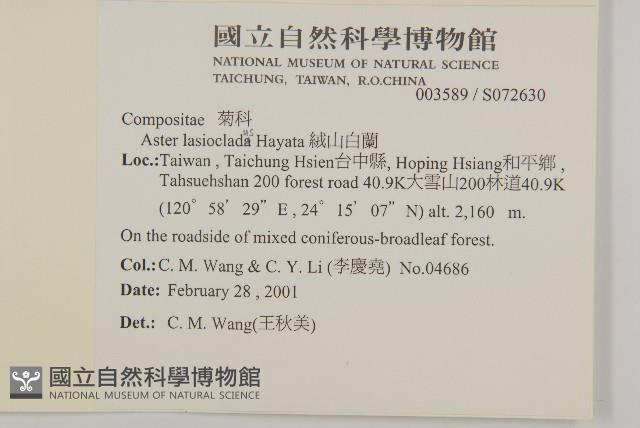 國立自然科學博物館
NATIONAL MUSEUM OF NATURAL SCIENCE
TAICHUNG, TAIWAN, R.O.CHINA
003589 / S072630
Compositae 菊科
Aster lasioclada Hayata 絨山白蘭
Loc.:Taiwan , Taichung Hsien台中縣, Hoping Hsiang和平鄉 ,
Tahsuehshan 200 forest road 40.9K大雪山200林道40.9K
(120° 58’ 29” E , 24° 15’ 07” N) alt. 2,160 m.
On the roadside of mixed coniferous-broadleaf forest.
Col.: C. M. Wang & C. Y. Li (李慶堯) No.04686
Date: February 28 , 2001
Det.: C. M. Wang(王秋美)
國立自然科學博物館
NATIONAL MUSEUM OF NATURAL SCIENCE